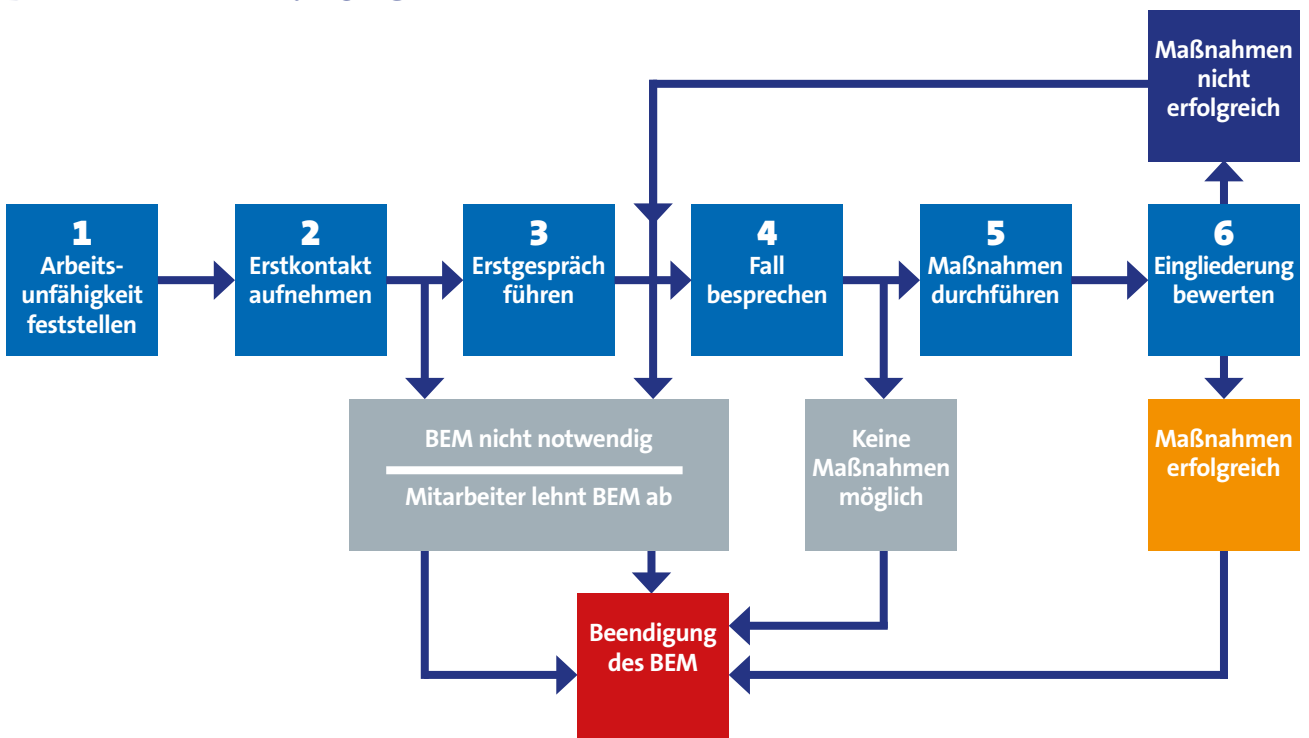 Maßnahmen
nicht
erfolgreich
1
Arbeits-
unfähigkeit
feststellen
2
Erstkontakt
aufnehmen
3
Erstgespräch
führen
4
Fall
besprechen
5
Maßnahmen
durchführen
6
Eingliederung
bewerten
BEM nicht notwendig
Mitarbeiter lehnt BEM ab
Keine
Maßnahmen
möglich
Maßnahmen
erfolgreich
Beendigung
des BEM